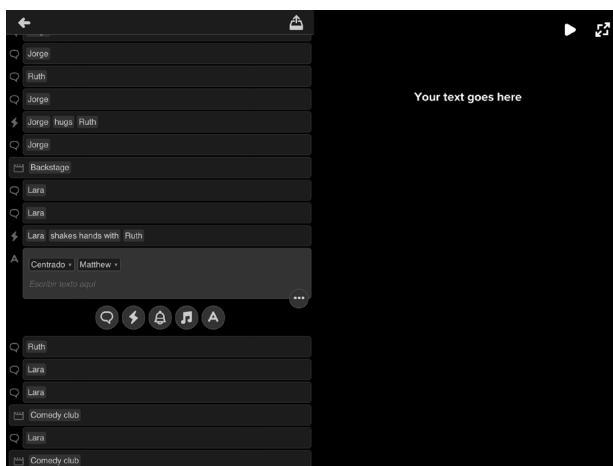 Jorge
Ruth
Jorge
Jorge hugs Ruth
Jorge
Backstage
Lara
Lara
Lara shakes hands with Ruth
A Centrado Matthew
Escribir texto aquí
A
Ruth
Lara
Lara
Comedy club
Lara
Comedy club
Your text goes here